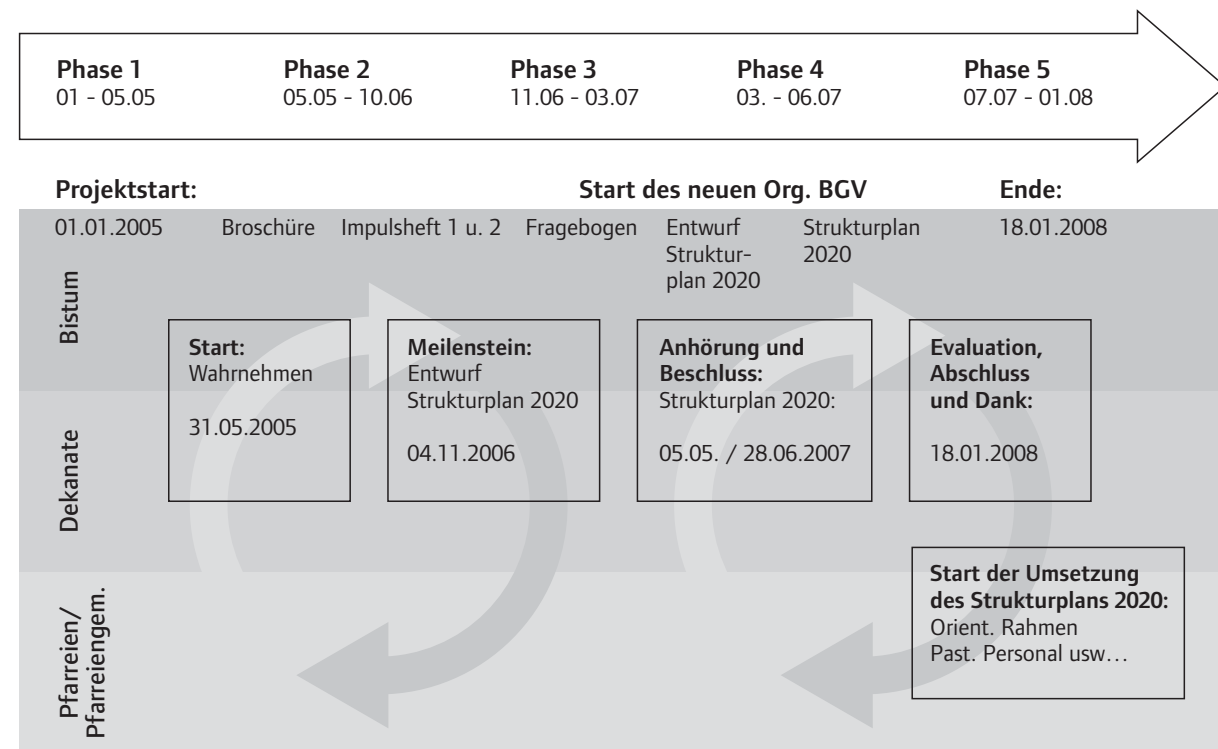 Phase 1 Phase 2 Phase 3 Phase 4 Phase 5
01 - 05.05 05.05 - 10.06 11.06 - 03.07 03. - 06.07 07.07 - 01.08
Projektstart: Start des neuen Org. BGV Ende:
01.01.2005 Broschüre Impulsheft 1 u. 2 Fragebogen Entwurf Strukturplan 18.01.2008
Struktur- 2020
plan 2020
Bistum
Start:
Wahrnehmen
31.05.2005
Meilenstein:
Entwurf
Strukturplan 2020
04.11.2006
Anhörung und
Beschluss:
Strukturplan 2020:
05.05. / 28.06.2007
Evaluation,
Abschluss
und Dank:
18.01.2008
Dekanate
Start der Umsetzung
des Strukturplans 2020:
Orient. Rahmen
Past. Personal usw…
Pfarreien/
Pfarreiengem.